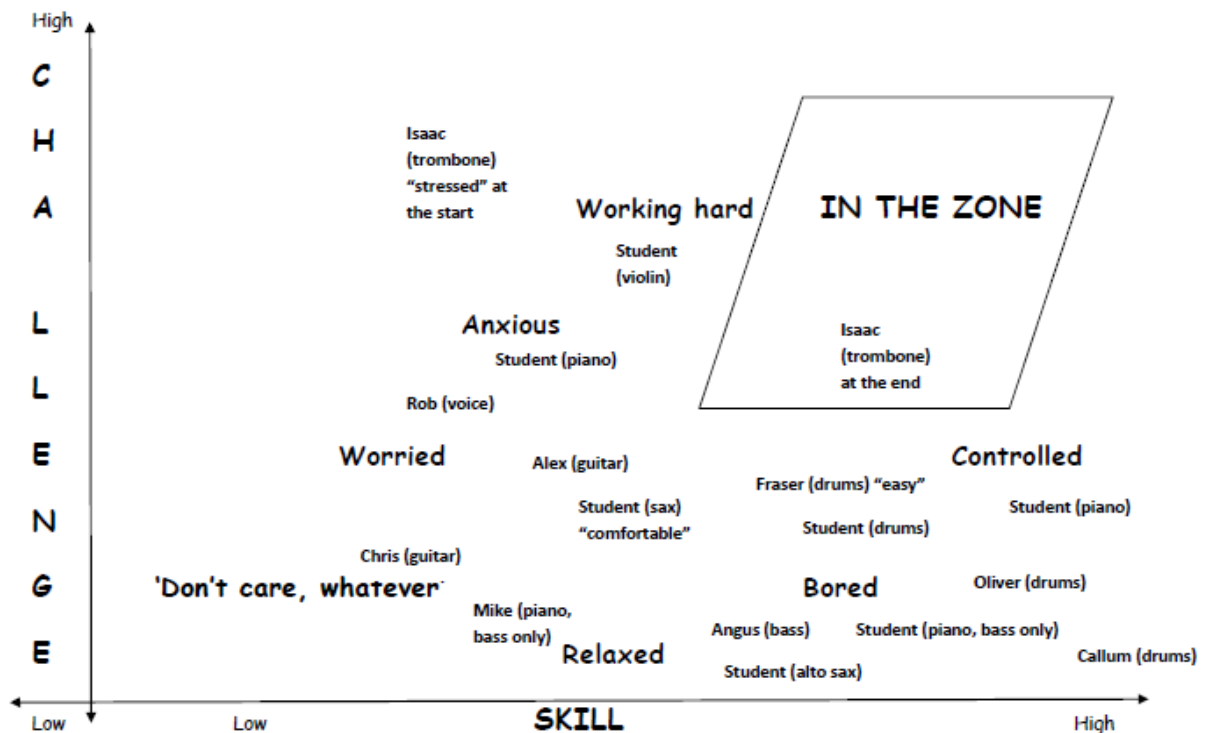 High
C
H
Isaac
(trombone)
"stressed" at
the start
A
Working hard
IN THE ZONE
Student
(violin)
L
Anxious
Isaac
(trombone)
at the end
Student (piano)
L
Rob (voice)
E
Worried
Alex (guitar)
Controlled
Fraser (drums) "easy"
N
Student (sax)
"comfortable"
Student (drums)
Student (piano)
Chris (guitar)
G
'Don't care, whatever'
Bored
Oliver (drums)
Mike (piano,
bass only)
Angus (bass)
Student (piano, bass only)
E
Relaxed
Student (alto sax)
Callum (drums)
Low
Low
SKILL
High